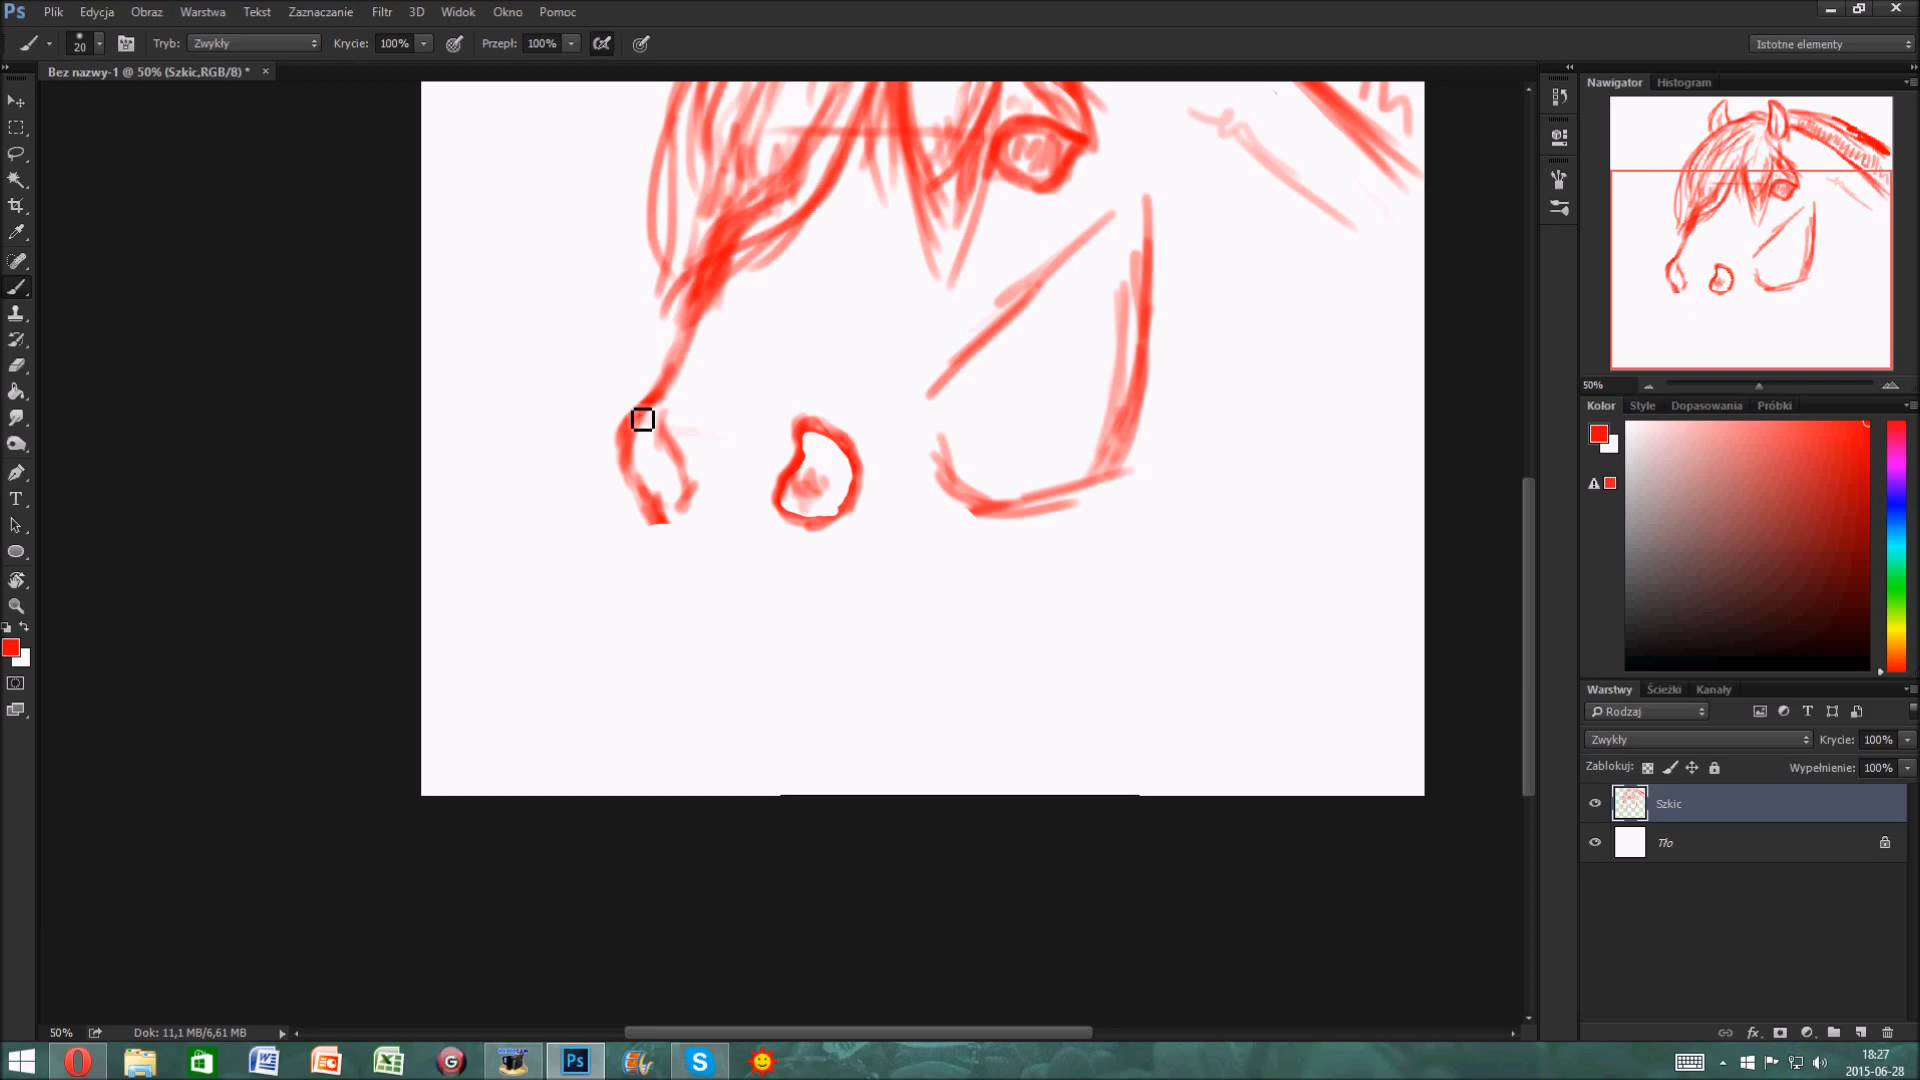 Ps Plik Edycja Obraz Warstwa Tekst Zaznaczanie Filtr 3D Widok Okno Pomoc
20 Tryb: Zwykły Krycie: 100% Przepł: 100% Istotne elementy
Bez nazwy-1 @ 50% (Szkic,RGB/8) * ×
Nawigator Histogram
50%
Kolor Style Dopasowania Próbki
Warstwy Ścieżki Kanały
Rodzaj
Zwykły Krycie: 100%
Zablokuj: Wypełnienie: 100%
Szkic
Tło
50% Dok: 11,1 MB/6,61 MB
Ps
18:27
2015-06-28